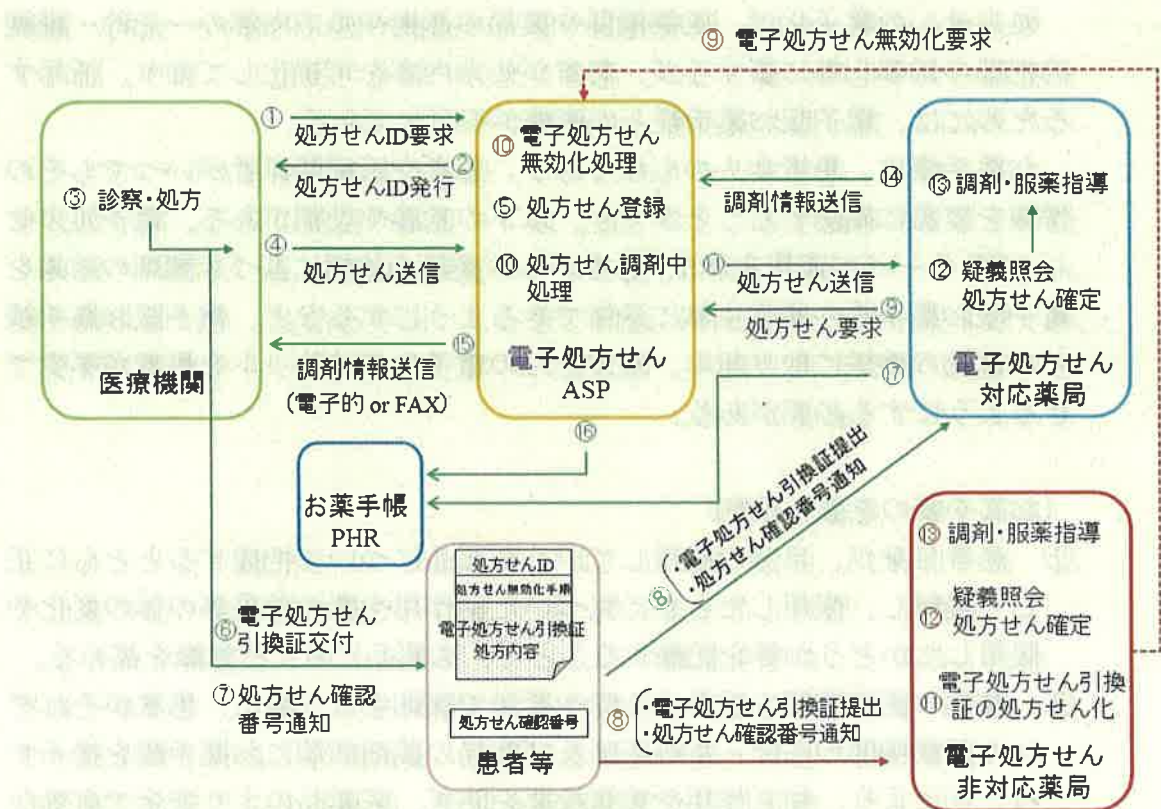 ⑨ 電子処方せん無効化要求
①
処方せんID要求
②
処方せんID発行
③ 診察・処方
④
処方せん送信
⑮
調剤情報送信
(電子的 or FAX)
医療機関
⑩ 電子処方せん
無効化処理
⑤ 処方せん登録
⑩ 処方せん調剤中
処理
電子処方せん
ASP
⑭
調剤情報送信
⑪
処方せん送信
⑨
処方せん要求
⑰
⑬ 調剤・服薬指導
⑫ 疑義照会
処方せん確定
電子処方せん
対応薬局
⑯
お薬手帳
PHR
⑥ 電子処方せん
引換証交付
⑦ 処方せん確認
番号通知
処方せんID
処方せん無効化手順
電子処方せん引換証
処方内容
処方せん確認番号
患者等
⑧
・電子処方せん引換証提出
・処方せん確認番号通知
⑧
・電子処方せん引換証提出
・処方せん確認番号通知
⑬ 調剤・服薬指導
⑫ 疑義照会
処方せん確定
⑪ 電子処方せん引換
証の処方せん化
電子処方せん
非対応薬局